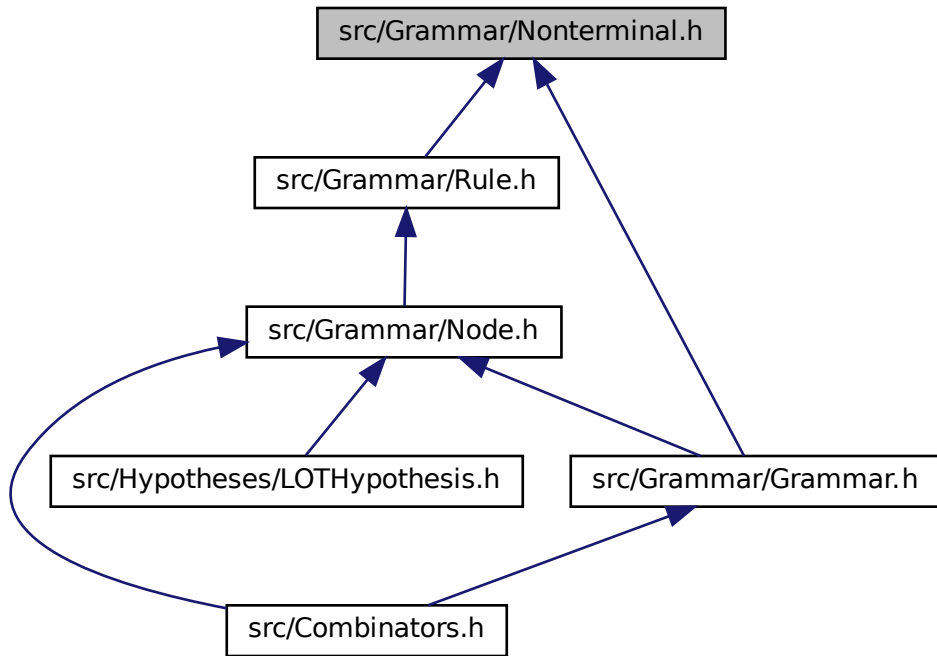 src/Grammar/Nonterminal.h
src/Grammar/Rule.h
src/Grammar/Node.h
src/Hypotheses/LOTHypothesis.h
src/Grammar/Grammar.h
src/Combinators.h